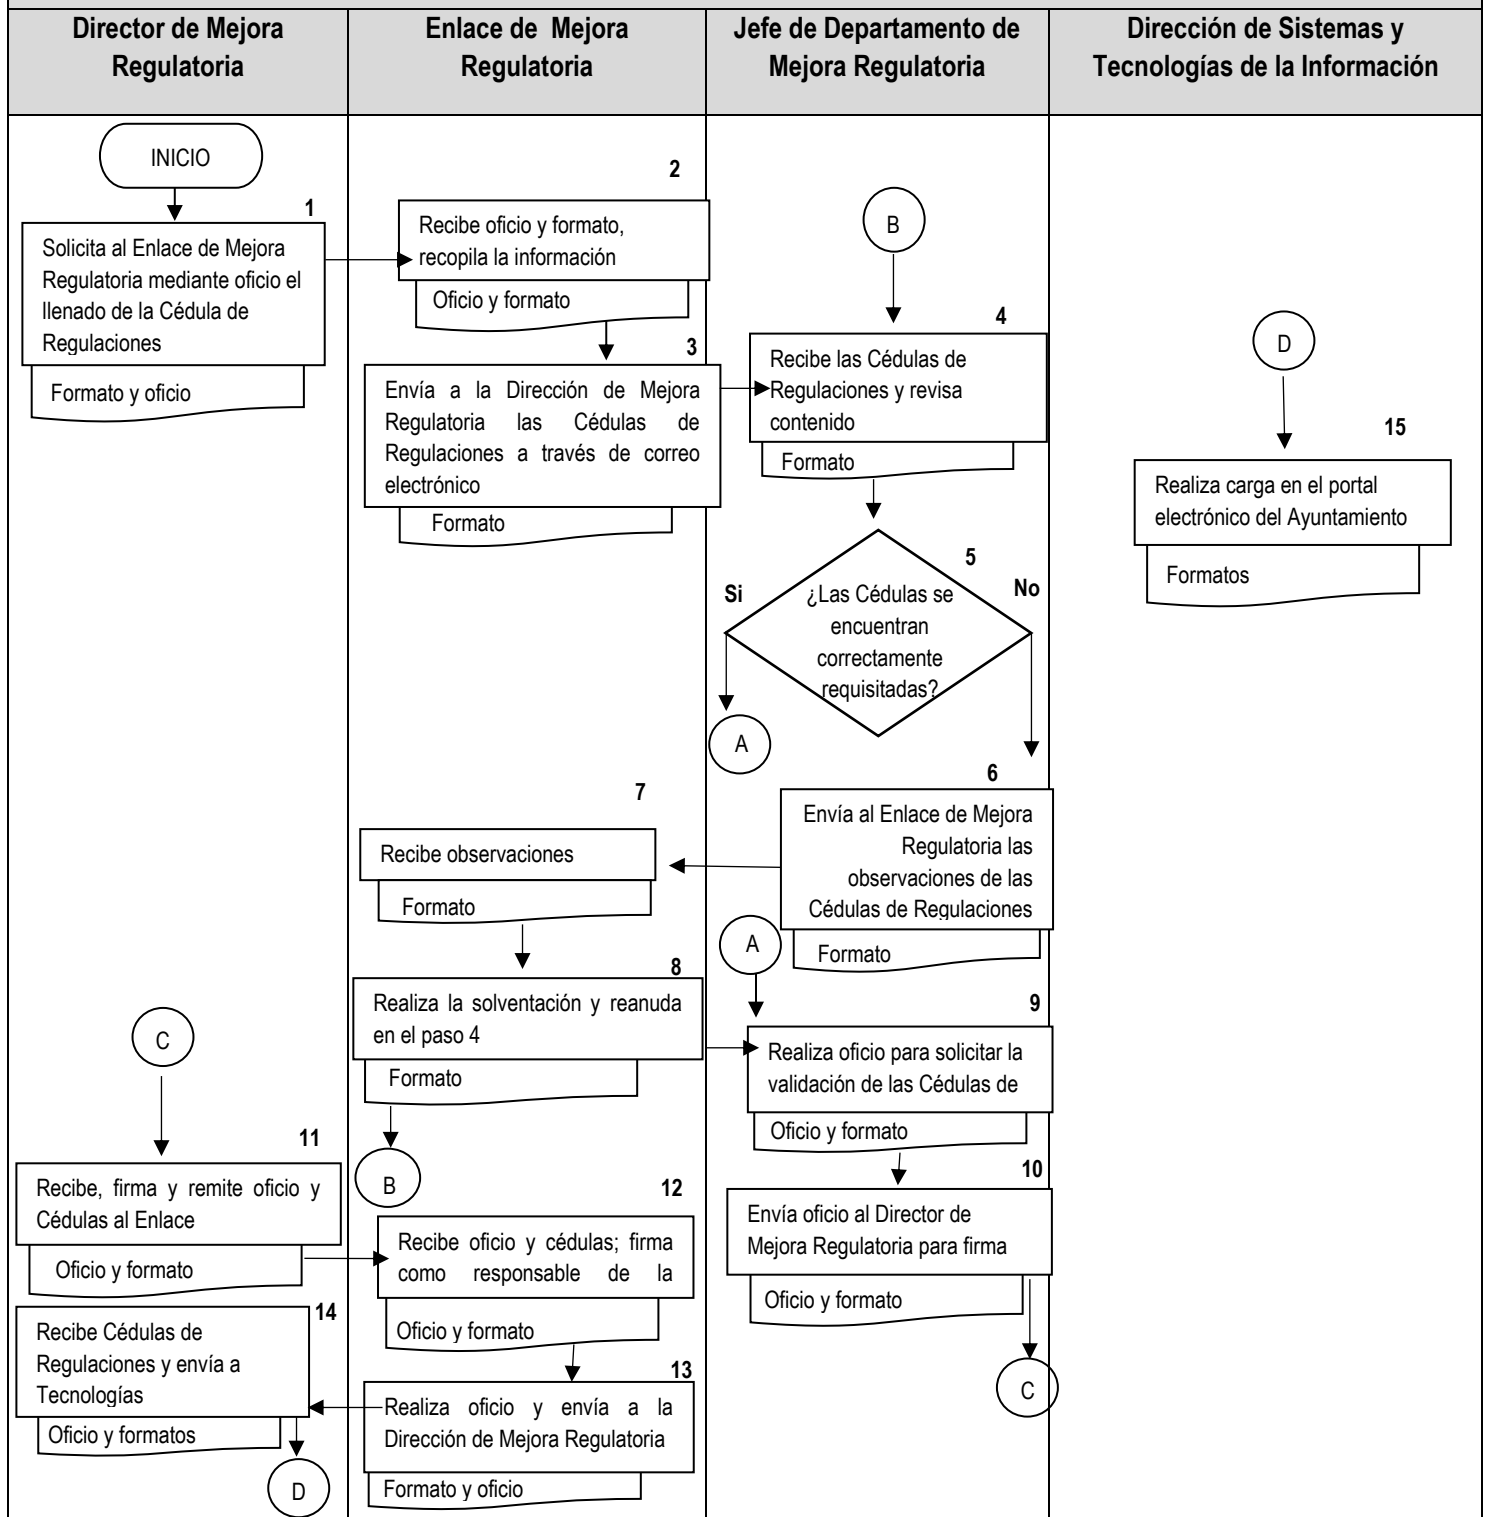 Director de Mejora
Regulatoria
Enlace de Mejora
Regulatoria
Jefe de Departamento de
Mejora Regulatoria
Dirección de Sistemas y
Tecnologías de la Información
INICIO
1
Solicita al Enlace de Mejora
Regulatoria mediante oficio el
llenado de la Cédula de
Regulaciones
Formato y oficio
2
Recibe oficio y formato,
recopila la información
Oficio y formato
3
Envía a la Dirección de Mejora
Regulatoria las Cédulas de
Regulaciones a través de correo
electrónico
Formato
B
4
Recibe las Cédulas de
Regulaciones y revisa
contenido
Formato
5
Si
No
¿Las Cédulas se
encuentran
correctamente
requisitadas?
A
6
Envía al Enlace de Mejora
Regulatoria las
observaciones de las
Cédulas de Regulaciones
Formato
7
Recibe observaciones
Formato
8
Realiza la solventación y reanuda
en el paso 4
Formato
B
A
9
Realiza oficio para solicitar la
validación de las Cédulas de
Oficio y formato
10
Envía oficio al Director de
Mejora Regulatoria para firma
Oficio y formato
C
C
11
Recibe, firma y remite oficio y
Cédulas al Enlace
Oficio y formato
12
Recibe oficio y cédulas; firma
como responsable de la
Oficio y formato
13
Realiza oficio y envía a la
Dirección de Mejora Regulatoria
Formato y oficio
14
Recibe Cédulas de
Regulaciones y envía a
Tecnologías
Oficio y formatos
D
D
15
Realiza carga en el portal
electrónico del Ayuntamiento
Formatos